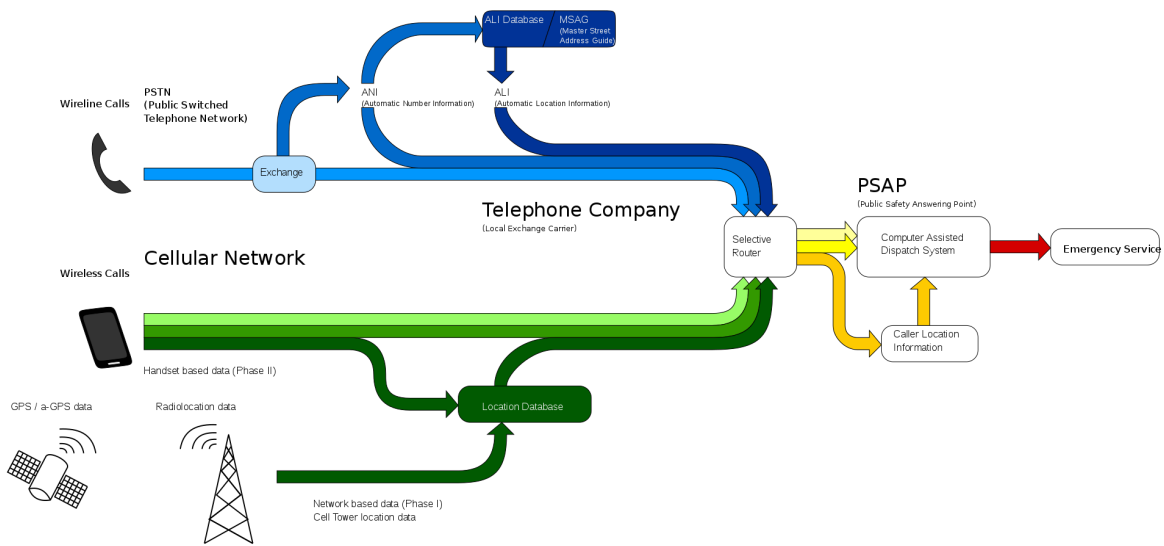 ALI Database
MSAG
(Master Street
Address Guide)
Wireline Calls
PSTN
(Public Switched
Telephone Network)
ANI
(Automatic Number Information)
ALI
(Automatic Location Information)
Exchange
Telephone Company
(Local Exchange Carrier)
PSAP
(Public Safety Answering Point)
Selective
Router
Computer Assisted
Dispatch System
Emergency Service
Cellular Network
Wireless Calls
Caller Location
Information
Handset based data (Phase II)
GPS / a-GPS data
Radiolocation data
Location Database
Network based data (Phase I)
Cell Tower location data